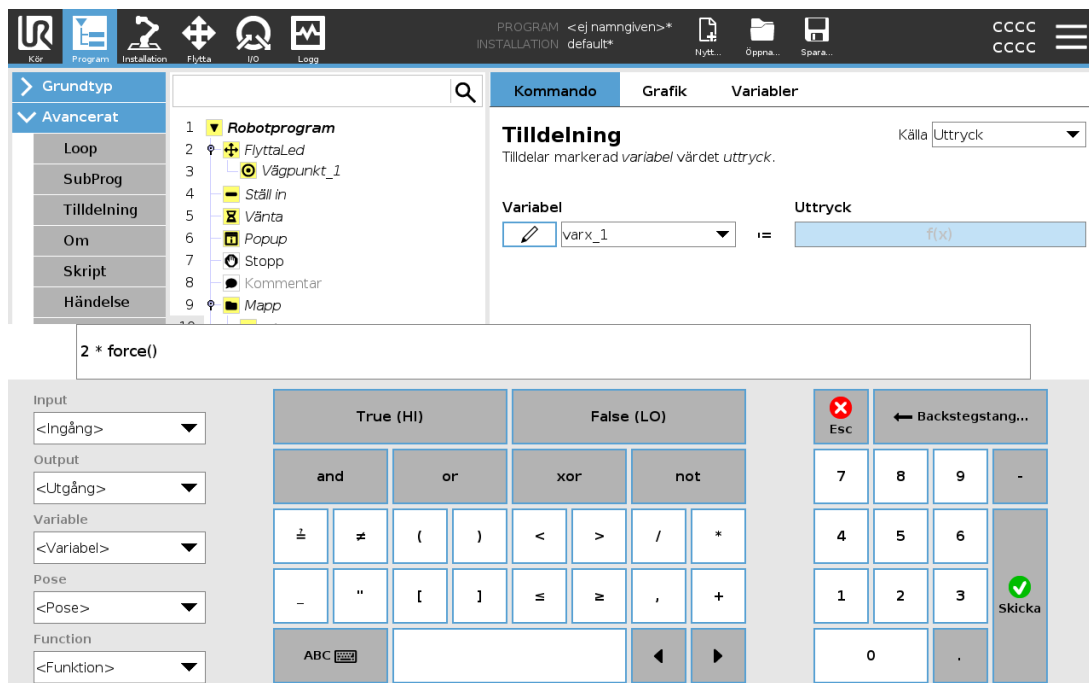 PROGRAM <ej namngiven>*
INSTALLATION default*
CCCC
CCCC
Kör Program Installation Flytta I/O Logg Nytt... Öppna... Spara...
Grundtyp
Avancerat
Loop
SubProg
Tilldelning
Om
Skript
Händelse
1 Robotprogram
2 FlyttaLed
3 Vägpunkt_1
4 Ställ in
5 Vänta
6 Popup
7 Stopp
8 Kommentar
9 Mapp
Kommando Grafik Variabler
Tilldelning
Källa Uttryck
Tilldelar markerad variabel värdet uttryck.
Variabel Uttryck
varx_1 := f(x)
2 * force()
Input
<Ingång>
Output
<Utgång>
Variable
<Variabel>
Pose
<Pose>
Function
<Funktion>
True (HI) False (LO)
and or xor not
≟ ≠ ( ) < > / *
_ " [ ] ≤ ≥ , +
ABC
Esc Backstegstang...
7 8 9 -
4 5 6
1 2 3 Skicka
0 .